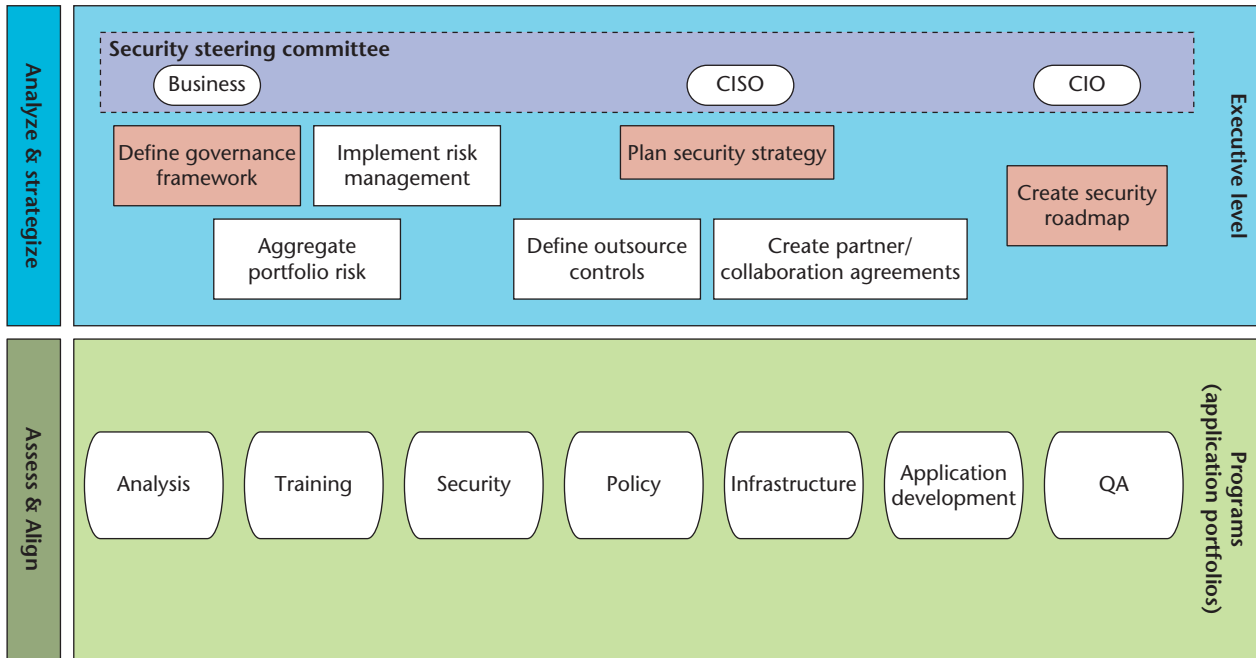 Analyze & strategize
Security steering committee
Business
CISO
CIO
Define governance
framework
Implement risk
management
Plan security strategy
Create security
roadmap
Aggregate
portfolio risk
Define outsource
controls
Create partner/
collaboration agreements
Executive level
Assess & Align
Analysis
Training
Security
Policy
Infrastructure
Application
development
QA
Programs
(application portfolios)